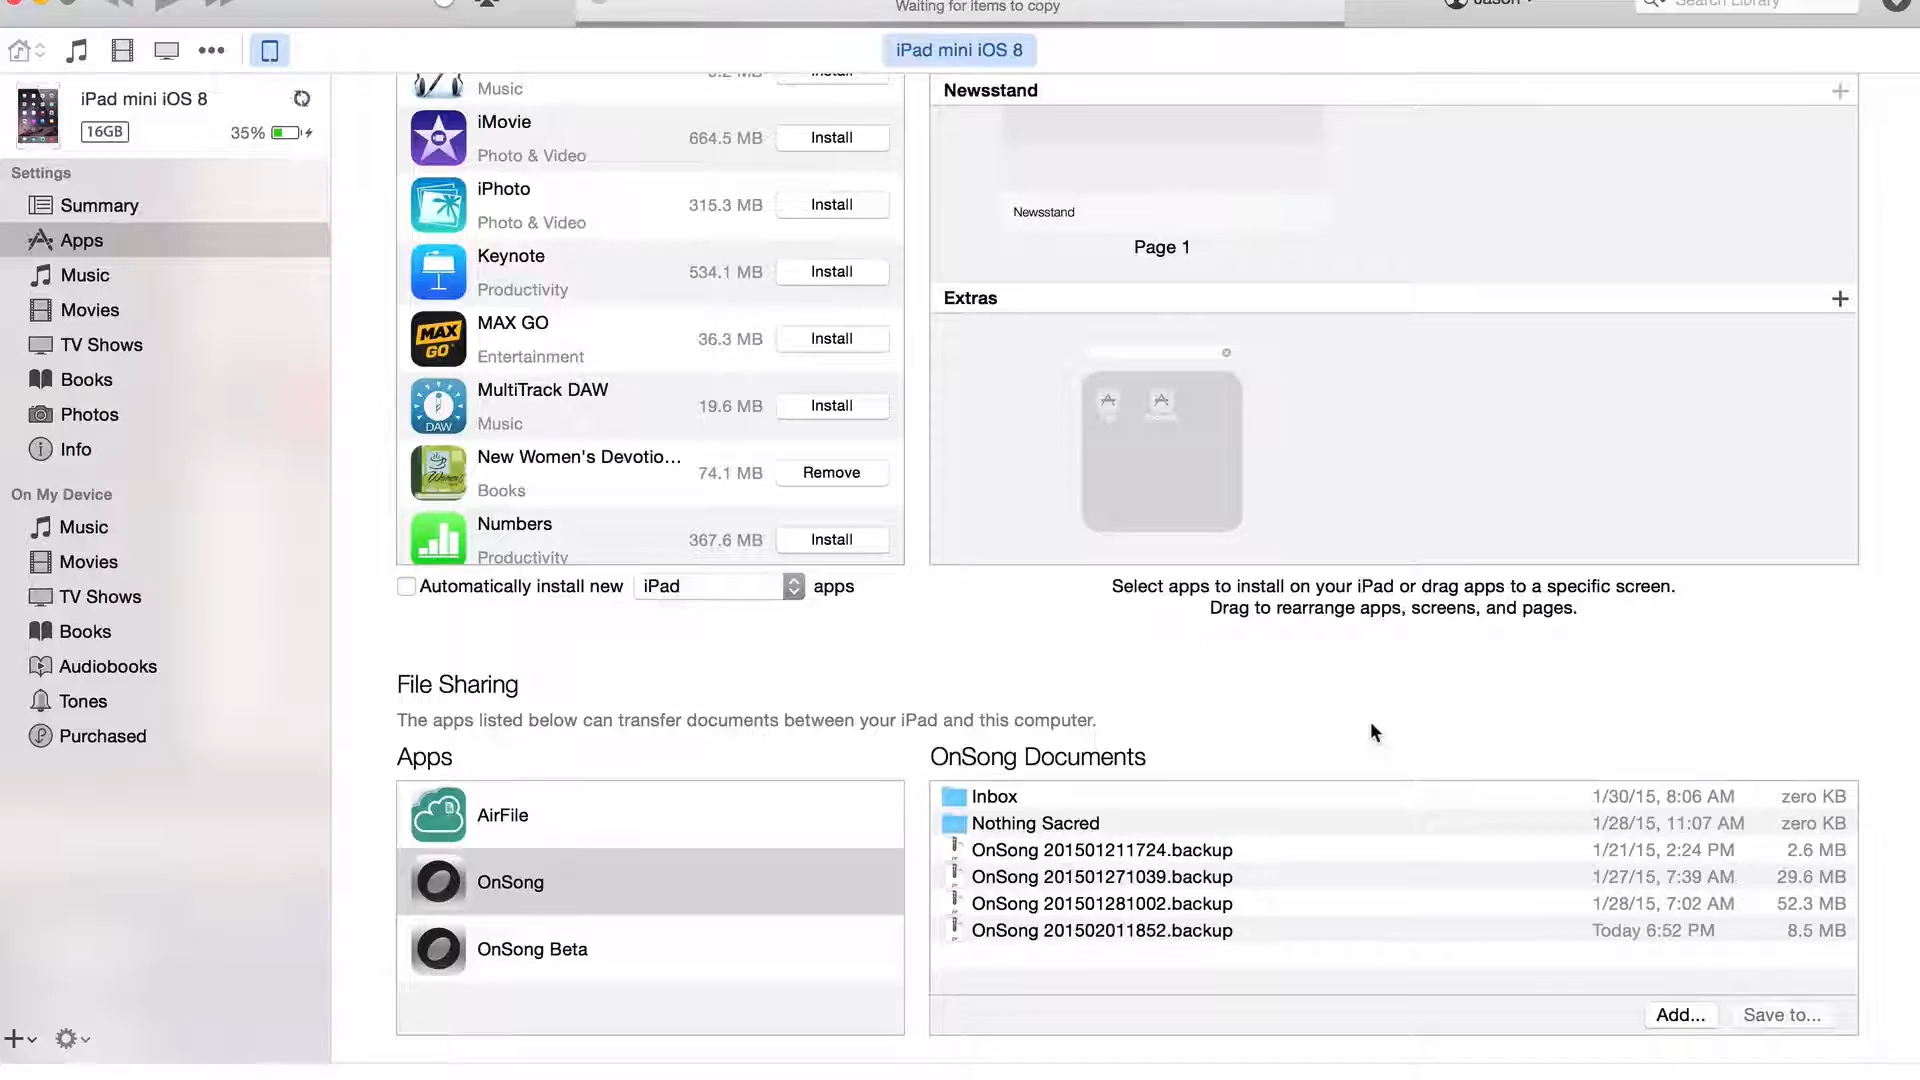 Waiting for items to copy
Jason
Search Library
iPad mini iOS 8
iPad mini iOS 8
16GB
35%
Settings
Summary
Apps
Music
Movies
TV Shows
Books
Photos
Info
On My Device
Music
Movies
TV Shows
Books
Audiobooks
Tones
Purchased
Music
Install
iMovie
Photo & Video
664.5 MB
Install
iPhoto
Photo & Video
315.3 MB
Install
Keynote
Productivity
534.1 MB
Install
MAX GO
MAX GO
Entertainment
36.3 MB
Install
DAW
MultiTrack DAW
Music
19.6 MB
Install
Women's
New Women's Devotio...
Books
74.1 MB
Remove
Numbers
Productivity
367.6 MB
Install
Automatically install new iPad apps
Newsstand
Newsstand
Page 1
Extras
Select apps to install on your iPad or drag apps to a specific screen.
Drag to rearrange apps, screens, and pages.
File Sharing
The apps listed below can transfer documents between your iPad and this computer.
Apps
AirFile
OnSong
OnSong Beta
OnSong Documents
Inbox 1/30/15, 8:06 AM zero KB
Nothing Sacred 1/28/15, 11:07 AM zero KB
OnSong 201501211724.backup 1/21/15, 2:24 PM 2.6 MB
OnSong 201501271039.backup 1/27/15, 7:39 AM 29.6 MB
OnSong 201501281002.backup 1/28/15, 7:02 AM 52.3 MB
OnSong 201502011852.backup Today 6:52 PM 8.5 MB
Add...
Save to...